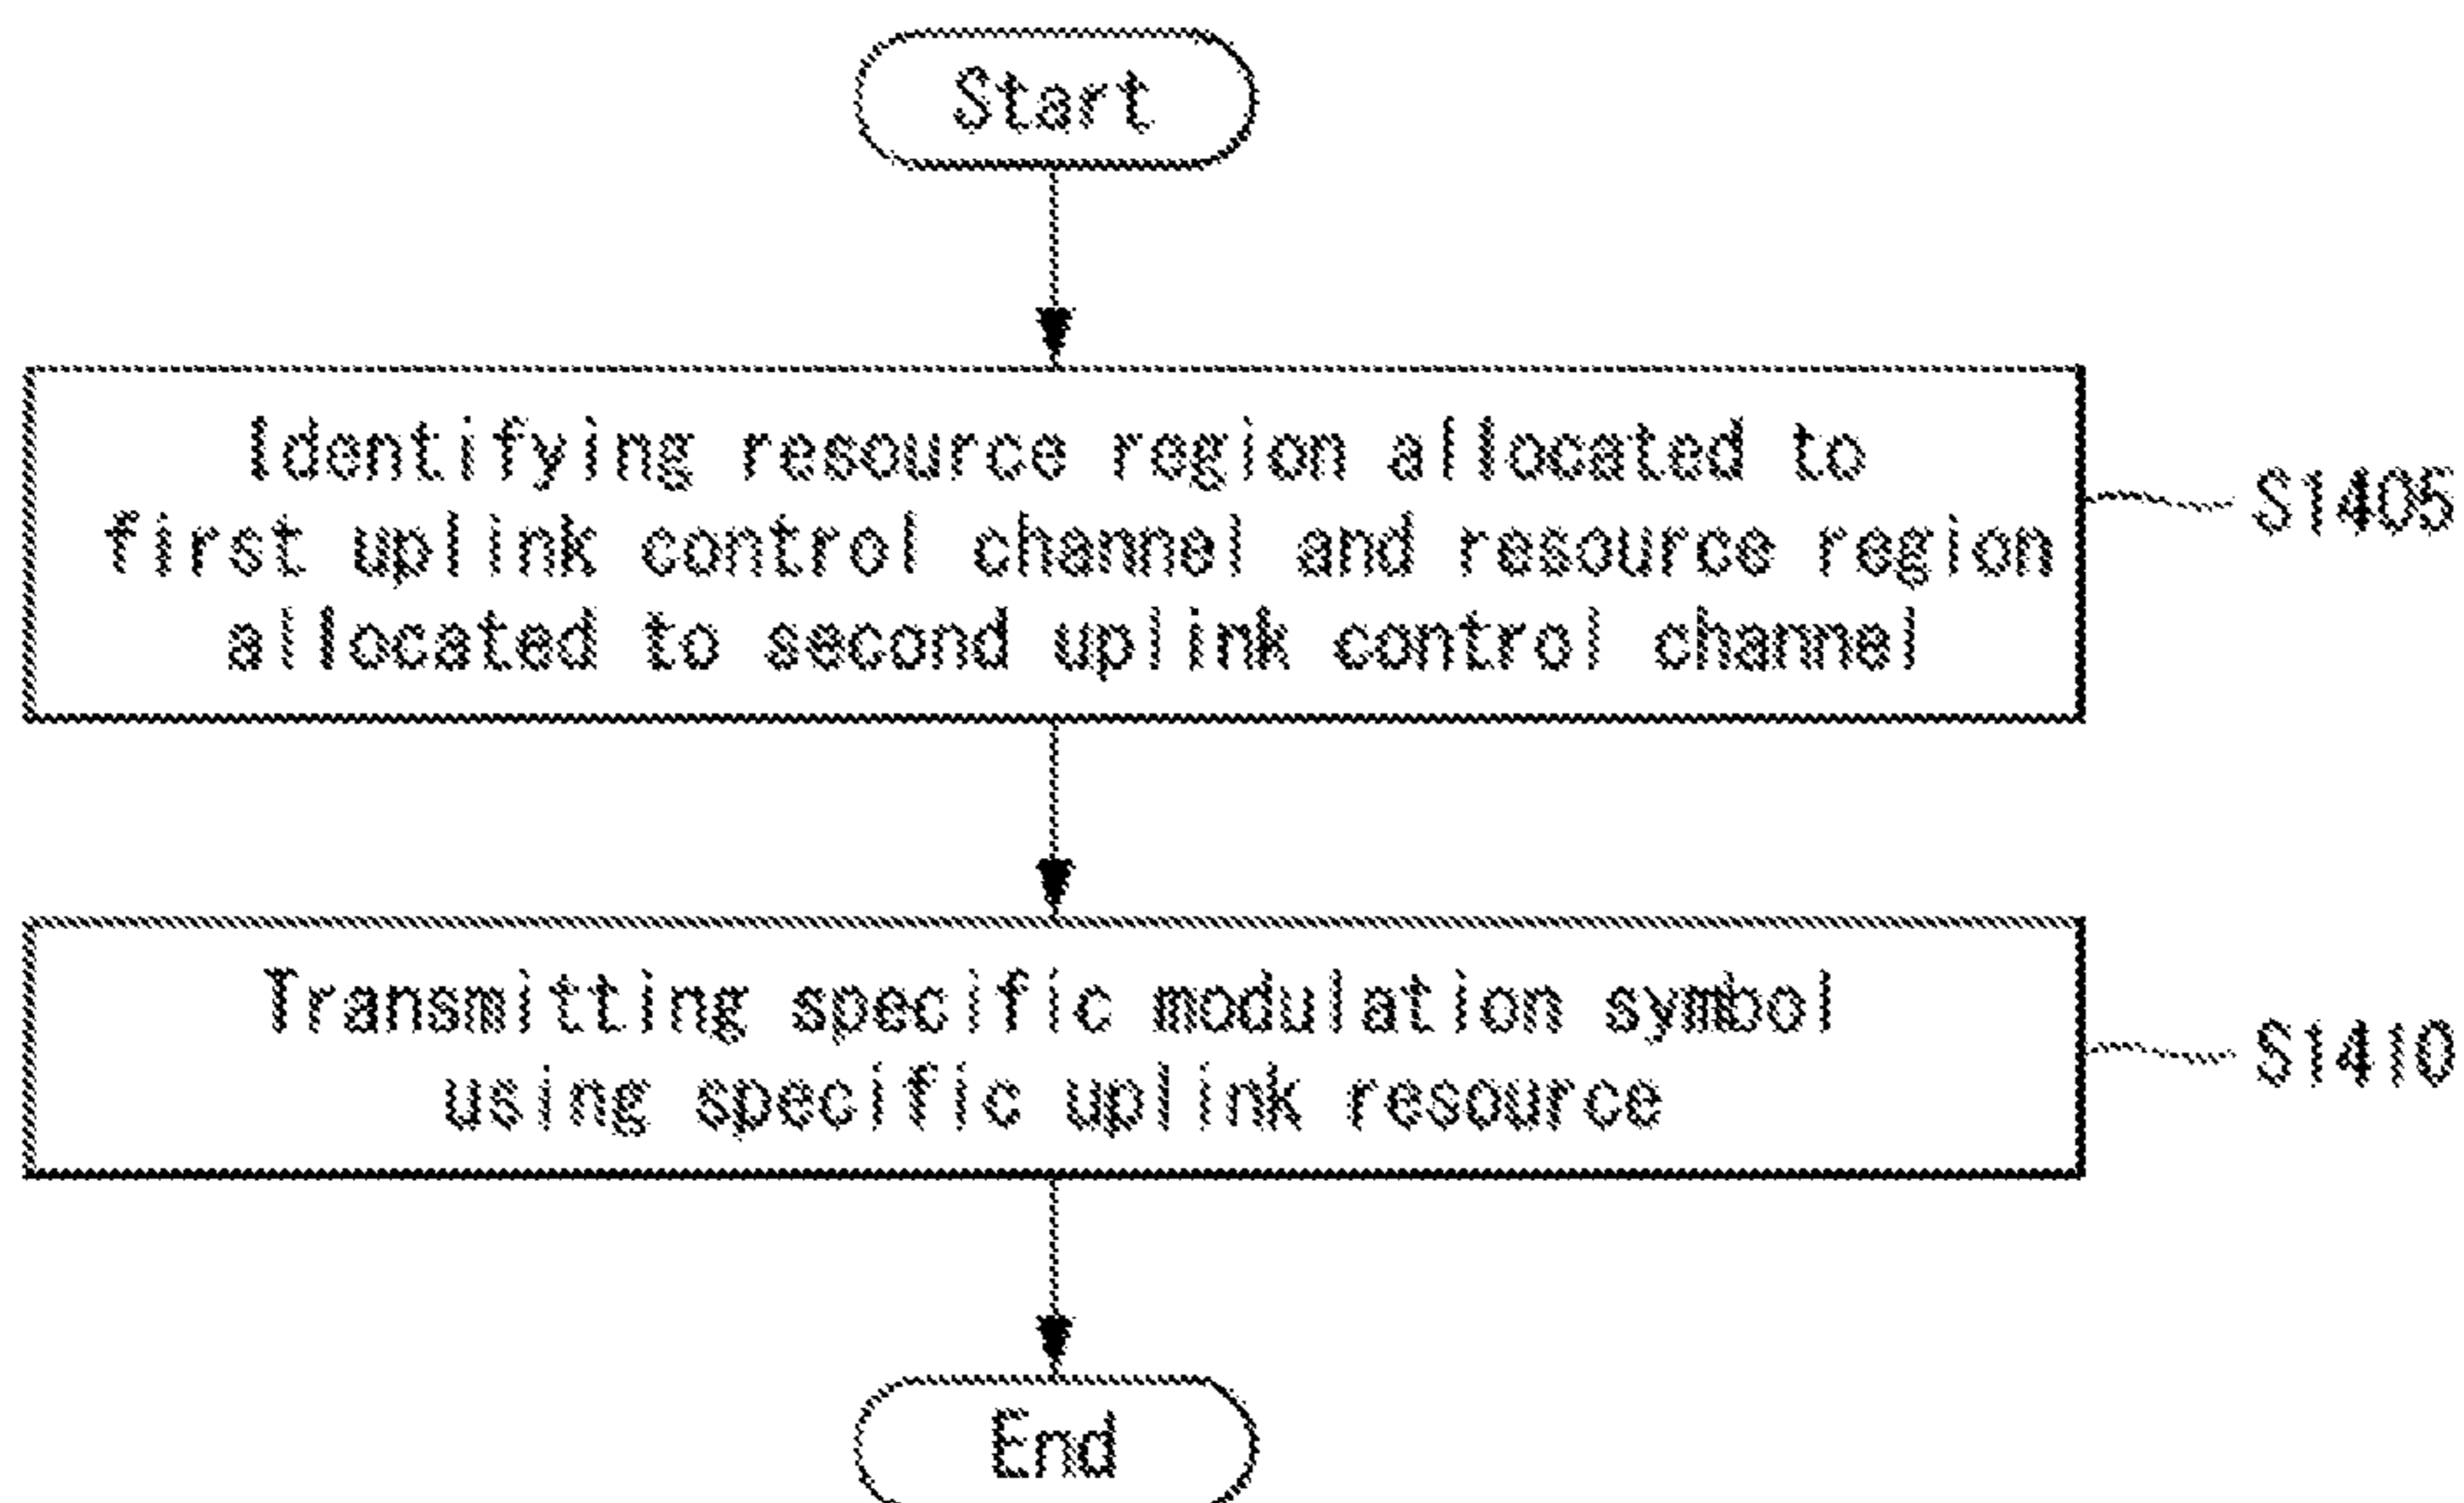 Start
Identifying resource region allocated to
first uplink control channel and resource region
allocated to second uplink control channel
S1405
Transmitting specific modulation symbol
using specific uplink resource
S1410
End